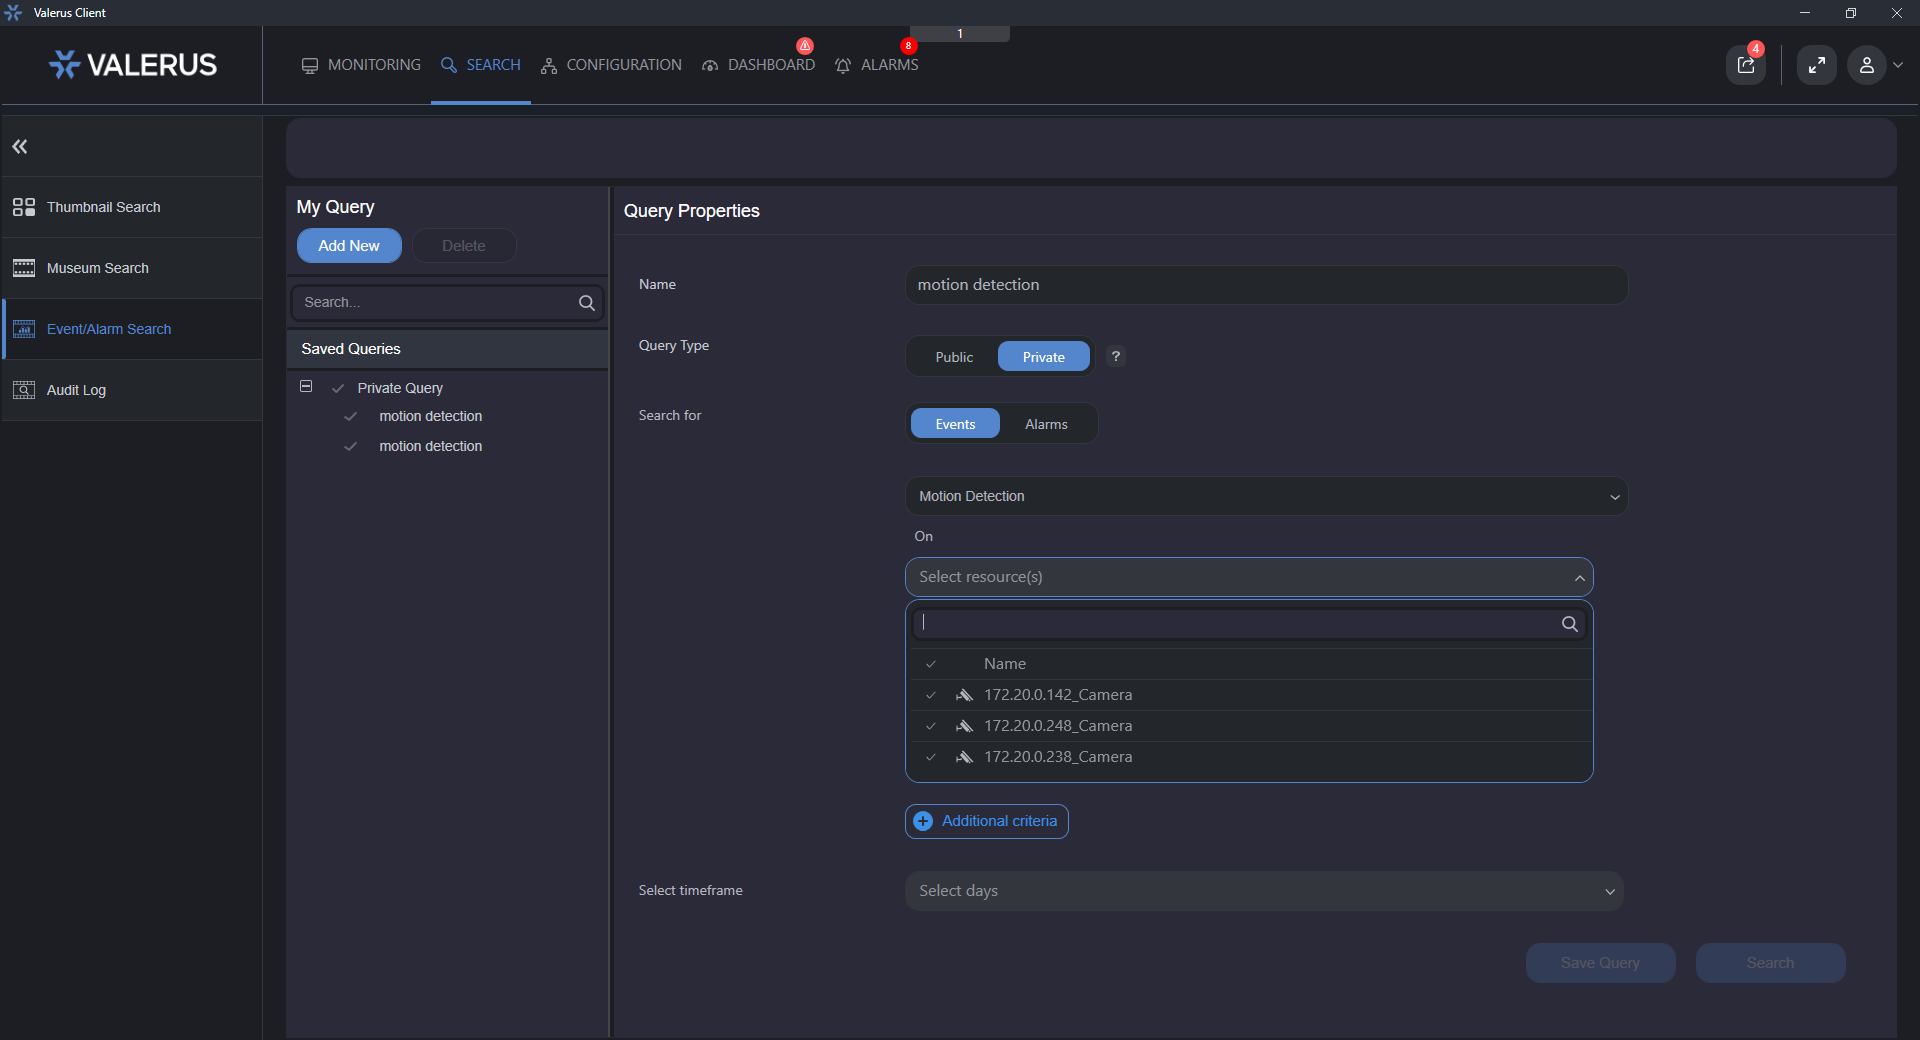 Valerus Client
1
VALERUS
MONITORING
SEARCH
CONFIGURATION
DASHBOARD
8
ALARMS
4
Thumbnail Search
Museum Search
Event/Alarm Search
Audit Log
My Query
Add New
Delete
Search...
Saved Queries
Private Query
motion detection
motion detection
Query Properties
Name
motion detection
Query Type
Public
Private
?
Search for
Events
Alarms
Motion Detection
On
Select resource(s)
Name
172.20.0.142_Camera
172.20.0.248_Camera
172.20.0.238_Camera
Additional criteria
Select timeframe
Select days
Save Query
Search